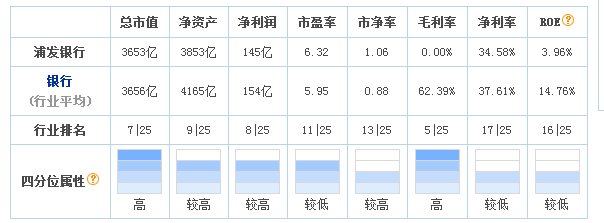 总市值 净资产 净利润 市盈率 市净率 毛利率 净利率 ROE?
浦发银行 3653亿 3853亿 145亿 6.32 1.06 0.00% 34.58% 3.96%
银行
(行业平均) 3656亿 4165亿 154亿 5.95 0.88 62.39% 37.61% 14.76%
行业排名 7|25 9|25 8|25 11|25 13|25 5|25 17|25 16|25
四分位属性? 高 较高 较高 较低 较高 高 较低 较低